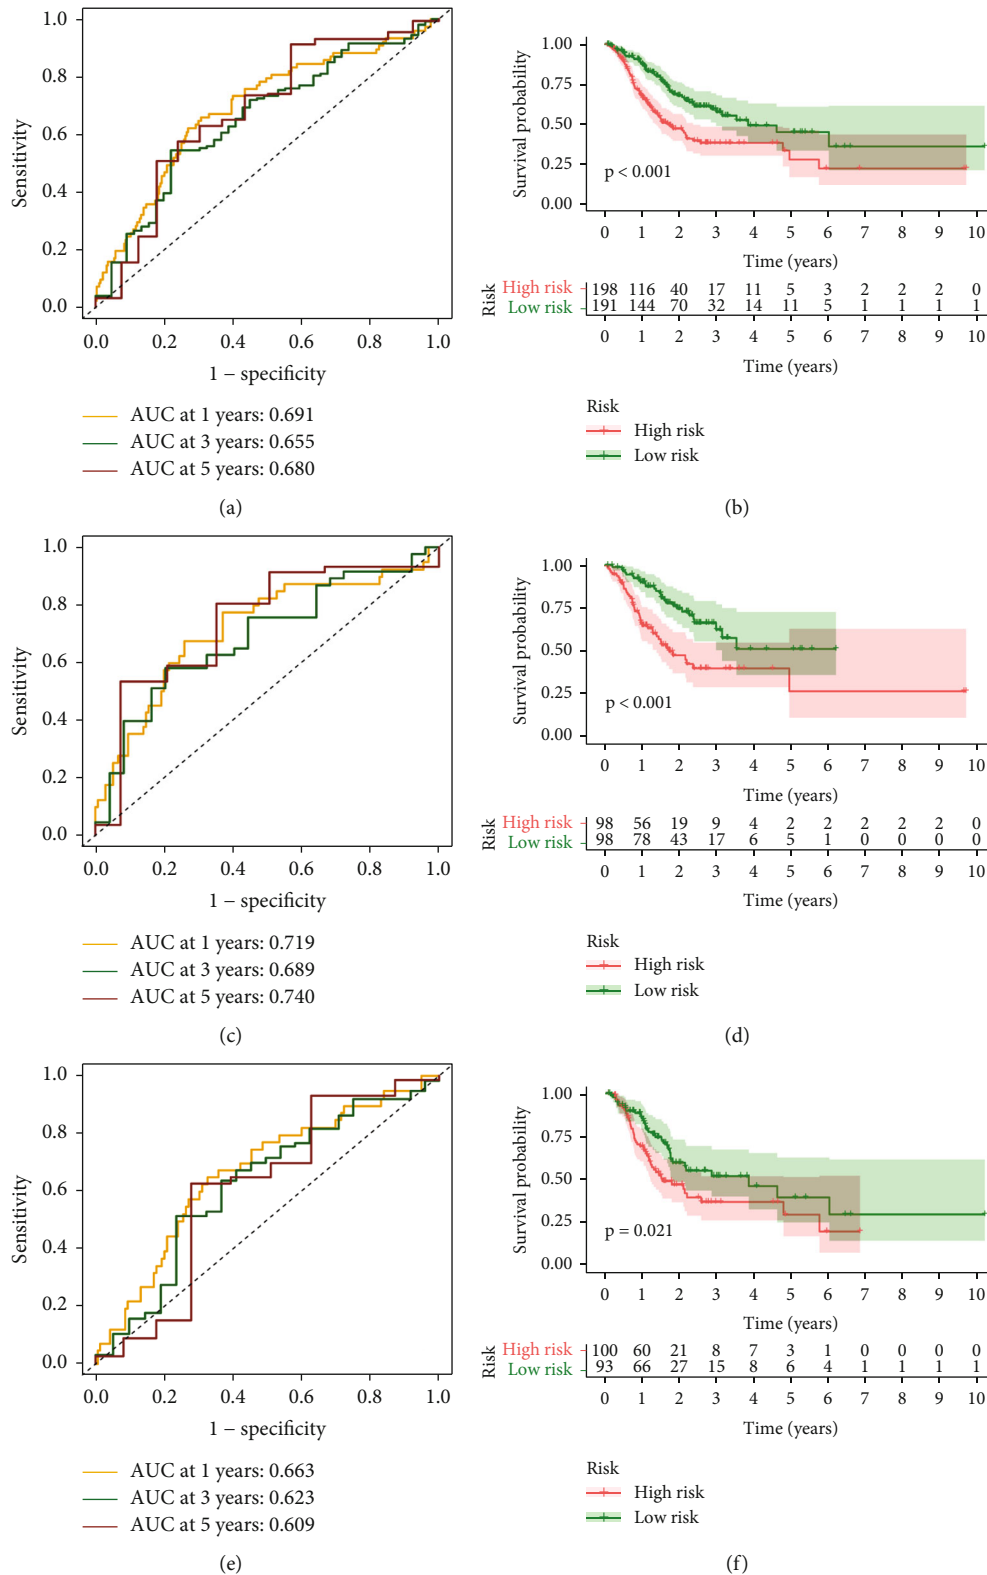 1.0
0.8
0.6
0.4
0.2
0.0
Sensitivity
0.0 0.2 0.4 0.6 0.8 1.0
1 − specificity
AUC at 1 years: 0.691
AUC at 3 years: 0.655
AUC at 5 years: 0.680
(a)
1.00
0.75
0.50
0.25
0.00
Survival probability
p < 0.001
0 1 2 3 4 5 6 7 8 9 10
Time (years)
Risk
High risk 198 116 40 17 11 5 3 2 2 2 0
Low risk 191 144 70 32 14 11 5 1 1 1 1
0 1 2 3 4 5 6 7 8 9 10
Time (years)
Risk
High risk
Low risk
(b)
1.0
0.8
0.6
0.4
0.2
0.0
Sensitivity
0.0 0.2 0.4 0.6 0.8 1.0
1 − specificity
AUC at 1 years: 0.719
AUC at 3 years: 0.689
AUC at 5 years: 0.740
(c)
1.00
0.75
0.50
0.25
0.00
Survival probability
p < 0.001
0 1 2 3 4 5 6 7 8 9 10
Time (years)
Risk
High risk 98 56 19 9 4 2 2 2 2 2 0
Low risk 98 78 43 17 6 5 1 0 0 0 0
0 1 2 3 4 5 6 7 8 9 10
Time (years)
Risk
High risk
Low risk
(d)
1.0
0.8
0.6
0.4
0.2
0.0
Sensitivity
0.0 0.2 0.4 0.6 0.8 1.0
1 − specificity
AUC at 1 years: 0.663
AUC at 3 years: 0.623
AUC at 5 years: 0.609
(e)
1.00
0.75
0.50
0.25
0.00
Survival probability
p = 0.021
0 1 2 3 4 5 6 7 8 9 10
Time (years)
Risk
High risk 100 60 21 8 7 3 1 0 0 0 0
Low risk 93 66 27 15 8 6 4 1 1 1 1
0 1 2 3 4 5 6 7 8 9 10
Time (years)
Risk
High risk
Low risk
(f)